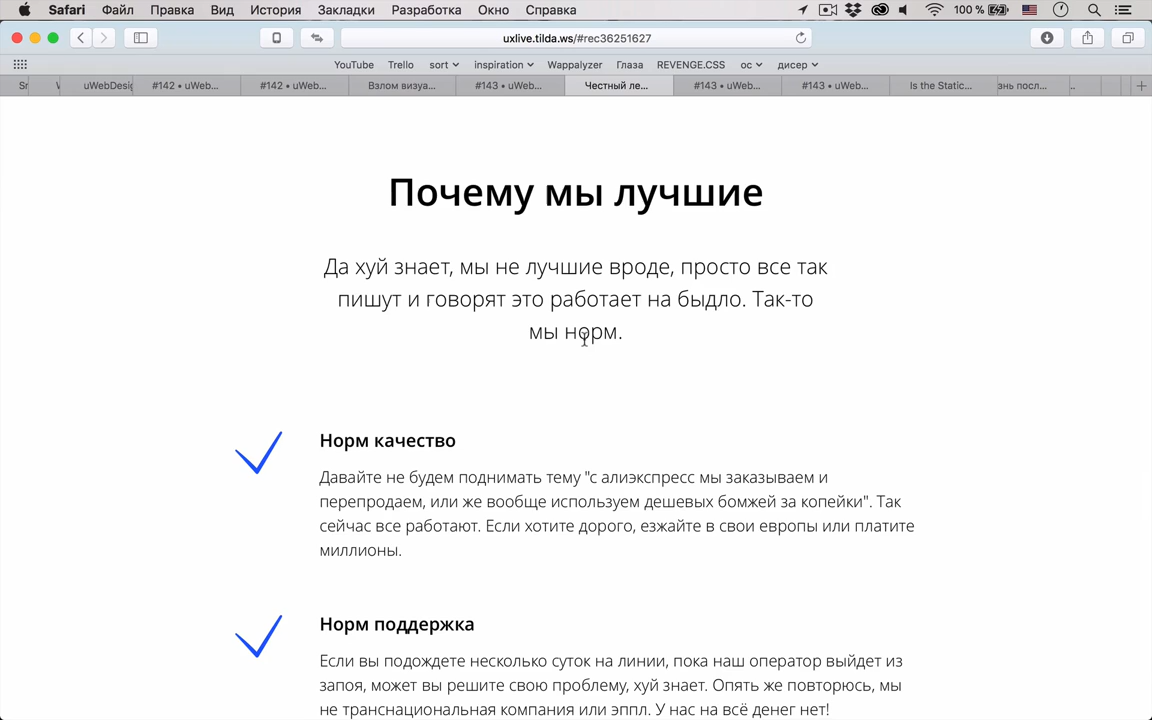 Safari Файл Правка Вид История Закладки Разработка Окно Справка 100 %
uxlive.tilda.ws/#rec36251627
YouTube Trello sort inspiration Wappalyzer Глаза REVENGE.CSS ос дисер
uWebDesig #142 • uWeb... #142 • uWeb... Взлом визуа... #143 • uWeb... Честный ле... #143 • uWeb... #143 • uWeb... Is the Static... знь посл...
Почему мы лучшие
Да хуй знает, мы не лучшие вроде, просто все так
пишут и говорят это работает на быдло. Так-то
мы норм.
Норм качество
Давайте не будем поднимать тему "с алиэкспресс мы заказываем и
перепродаем, или же вообще используем дешевых бомжей за копейки". Так
сейчас все работают. Если хотите дорого, езжайте в свои европы или платите
миллионы.
Норм поддержка
Если вы подождете несколько суток на линии, пока наш оператор выйдет из
запоя, может вы решите свою проблему, хуй знает. Опять же повторюсь, мы
не транснациональная компания или эппл. У нас на всё денег нет!